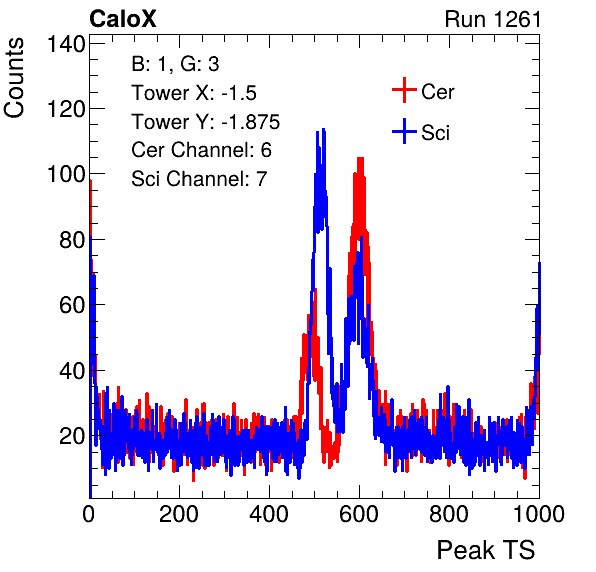 CaloX Run 1261
Counts
140
120
100
80
60
40
20
B: 1, G: 3
Tower X: -1.5
Tower Y: -1.875
Cer Channel: 6
Sci Channel: 7
Cer
Sci
0 200 400 600 800 1000
Peak TS